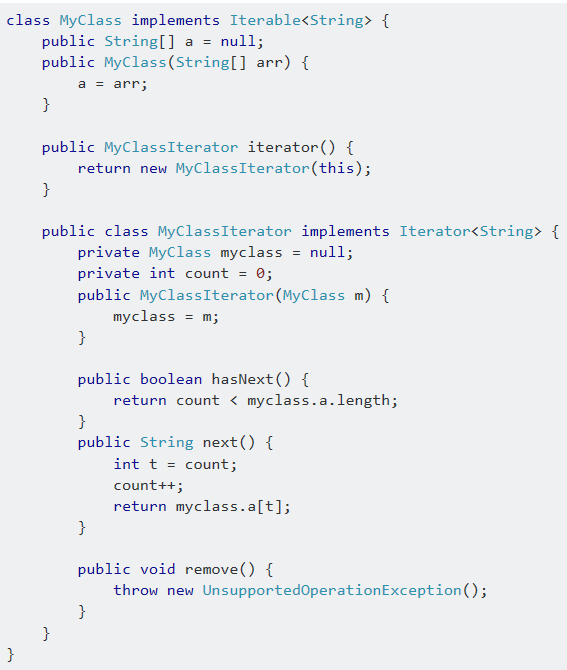 class MyClass implements Iterable<String> {
    public String[] a = null;
    public MyClass(String[] arr) {
        a = arr;
    }

    public MyClassIterator iterator() {
        return new MyClassIterator(this);
    }

    public class MyClassIterator implements Iterator<String> {
        private MyClass myclass = null;
        private int count = 0;
        public MyClassIterator(MyClass m) {
            myclass = m;
        }

        public boolean hasNext() {
            return count < myclass.a.length;
        }
        public String next() {
            int t = count;
            count++;
            return myclass.a[t];
        }

        public void remove() {
            throw new UnsupportedOperationException();
        }
    }
}